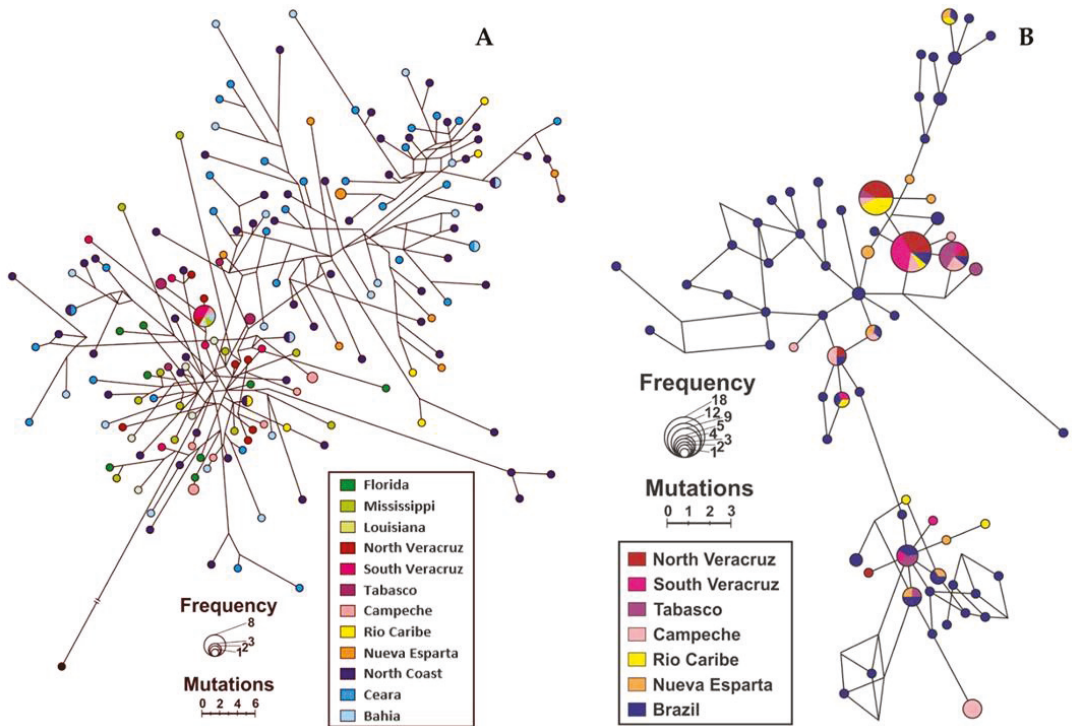 A
Frequency
8
3
2
1
Mutations
0 2 4 6
Florida
Mississippi
Louisiana
North Veracruz
South Veracruz
Tabasco
Campeche
Rio Caribe
Nueva Esparta
North Coast
Ceara
Bahia
B
Frequency
18
12
9
5
4
3
2
1
Mutations
0 1 2 3
North Veracruz
South Veracruz
Tabasco
Campeche
Rio Caribe
Nueva Esparta
Brazil